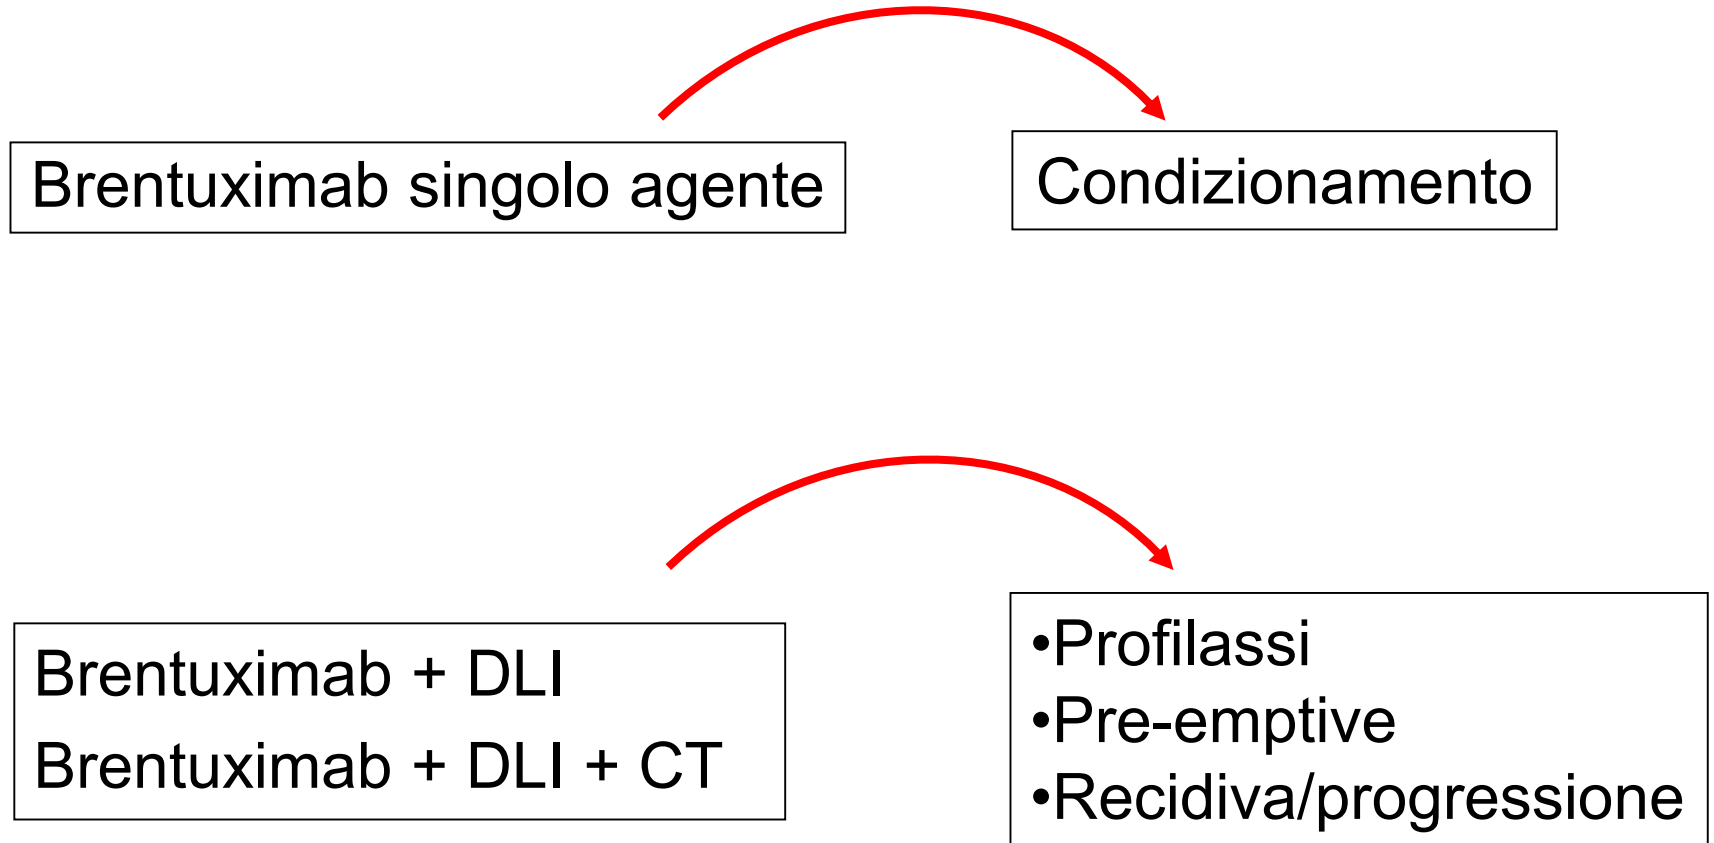 Brentuximab singolo agente
Condizionamento
Brentuximab + DLI
Brentuximab + DLI + CT
•Profilassi
•Pre-emptive
•Recidiva/progressione